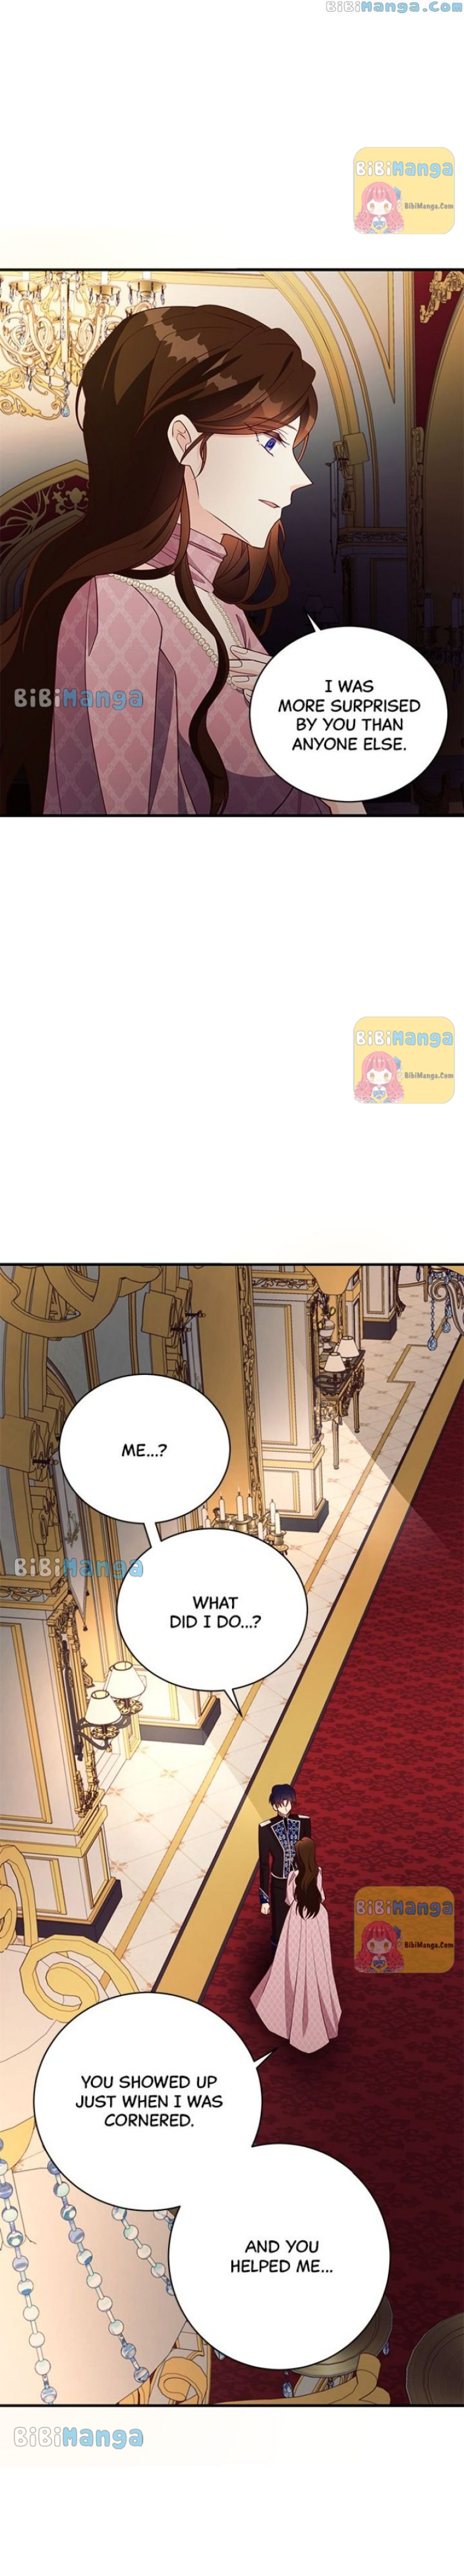 BiBiManga.Com
BiBiManga
BibiManga.Com
BiBiManga
I WAS
MORE SURPRISED
BY YOU THAN
ANYONE ELSE.
BiBiManga
BibiManga.Com
ME...?
BiBiManga
WHAT
DID I DO...?
BiBiManga
BibiManga.Com
YOU SHOWED UP
JUST WHEN I WAS
CORNERED.
AND YOU
HELPED ME...
BiBiManga